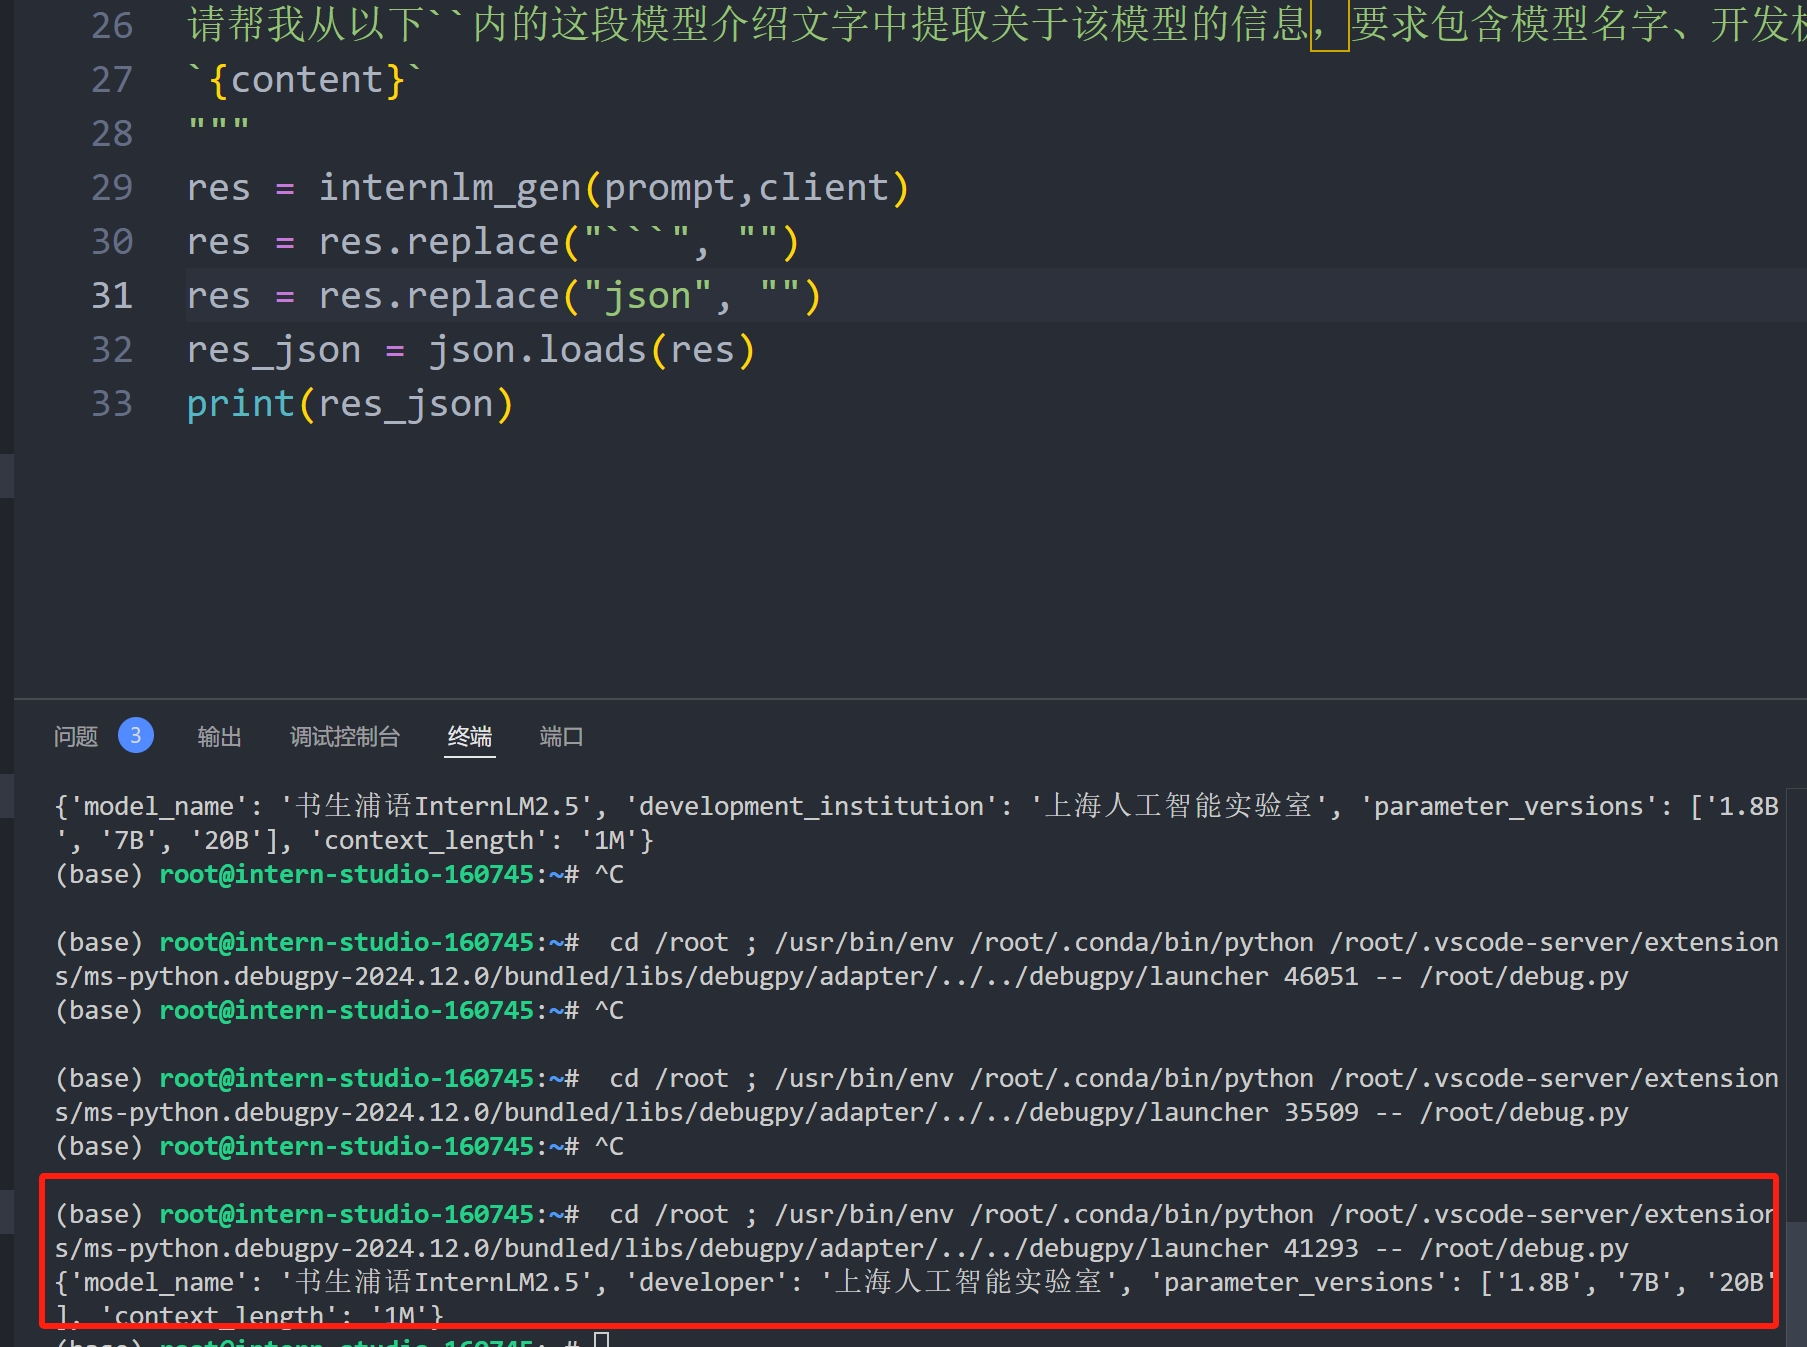 26 请帮我从以下``内的这段模型介绍文字中提取关于该模型的信息，要求包含模型名字、开发
27 `{content}`
28 """
29 res = internlm_gen(prompt,client)
30 res = res.replace("```", "")
31 res = res.replace("json", "")
32 res_json = json.loads(res)
33 print(res_json)
问题 3 输出 调试控制台 终端 端口
{'model_name': '书生浦语InternLM2.5', 'development_institution': '上海人工智能实验室', 'parameter_versions': ['1.8B
', '7B', '20B'], 'context_length': '1M'}
(base) root@intern-studio-160745:~# ^C
(base) root@intern-studio-160745:~#  cd /root ; /usr/bin/env /root/.conda/bin/python /root/.vscode-server/extension
s/ms-python.debugpy-2024.12.0/bundled/libs/debugpy/adapter/../../debugpy/launcher 46051 -- /root/debug.py
(base) root@intern-studio-160745:~# ^C
(base) root@intern-studio-160745:~#  cd /root ; /usr/bin/env /root/.conda/bin/python /root/.vscode-server/extension
s/ms-python.debugpy-2024.12.0/bundled/libs/debugpy/adapter/../../debugpy/launcher 35509 -- /root/debug.py
(base) root@intern-studio-160745:~# ^C
(base) root@intern-studio-160745:~#  cd /root ; /usr/bin/env /root/.conda/bin/python /root/.vscode-server/extension
s/ms-python.debugpy-2024.12.0/bundled/libs/debugpy/adapter/../../debugpy/launcher 41293 -- /root/debug.py
{'model_name': '书生浦语InternLM2.5', 'developer': '上海人工智能实验室', 'parameter_versions': ['1.8B', '7B', '20B'
], 'context_length': '1M'}
(base) root@intern-studio-160745:~#